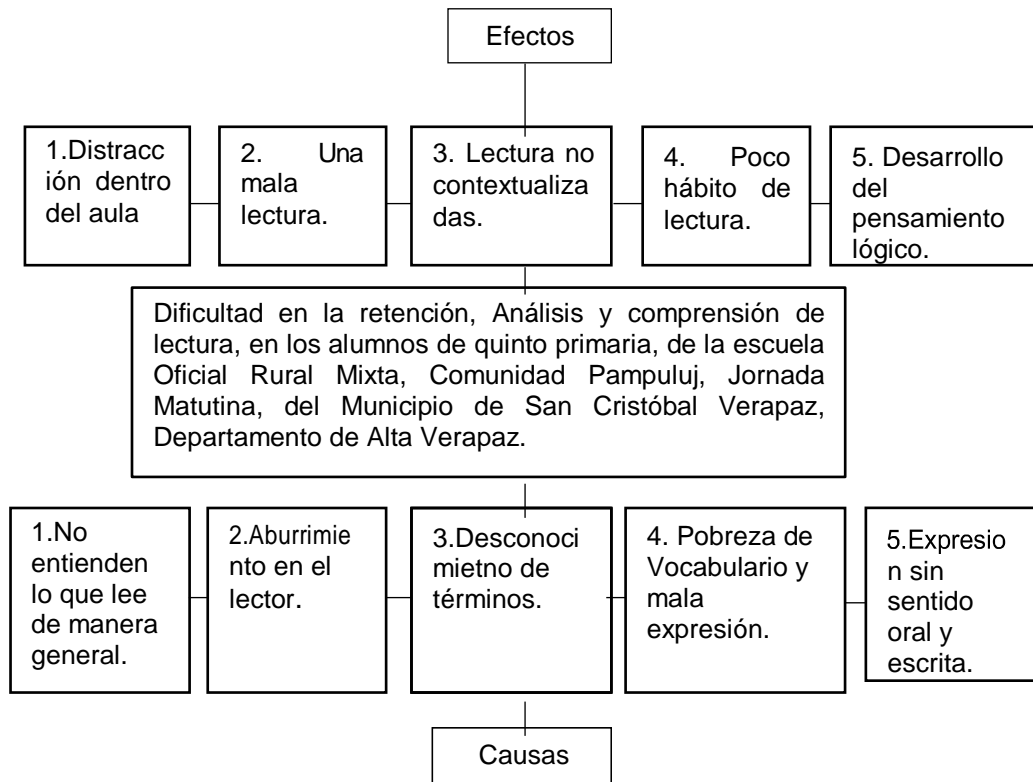 Efectos
1.Distracc
ión dentro
del aula
2. Una
mala
lectura.
3. Lectura no
contextualiza
das.
4. Poco
hábito de
lectura.
5. Desarrollo
del
pensamiento
lógico.
Dificultad en la retención, Análisis y comprensión de
lectura, en los alumnos de quinto primaria, de la escuela
Oficial Rural Mixta, Comunidad Pampuluj, Jornada
Matutina, del Municipio de San Cristóbal Verapaz,
Departamento de Alta Verapaz.
1.No
entienden
lo que lee
de manera
general.
2.Aburrimie
nto en el
lector.
3.Desconoci
mietno de
términos.
4. Pobreza de
Vocabulario y
mala
expresión.
5.Expresio
n sin
sentido
oral y
escrita.
Causas